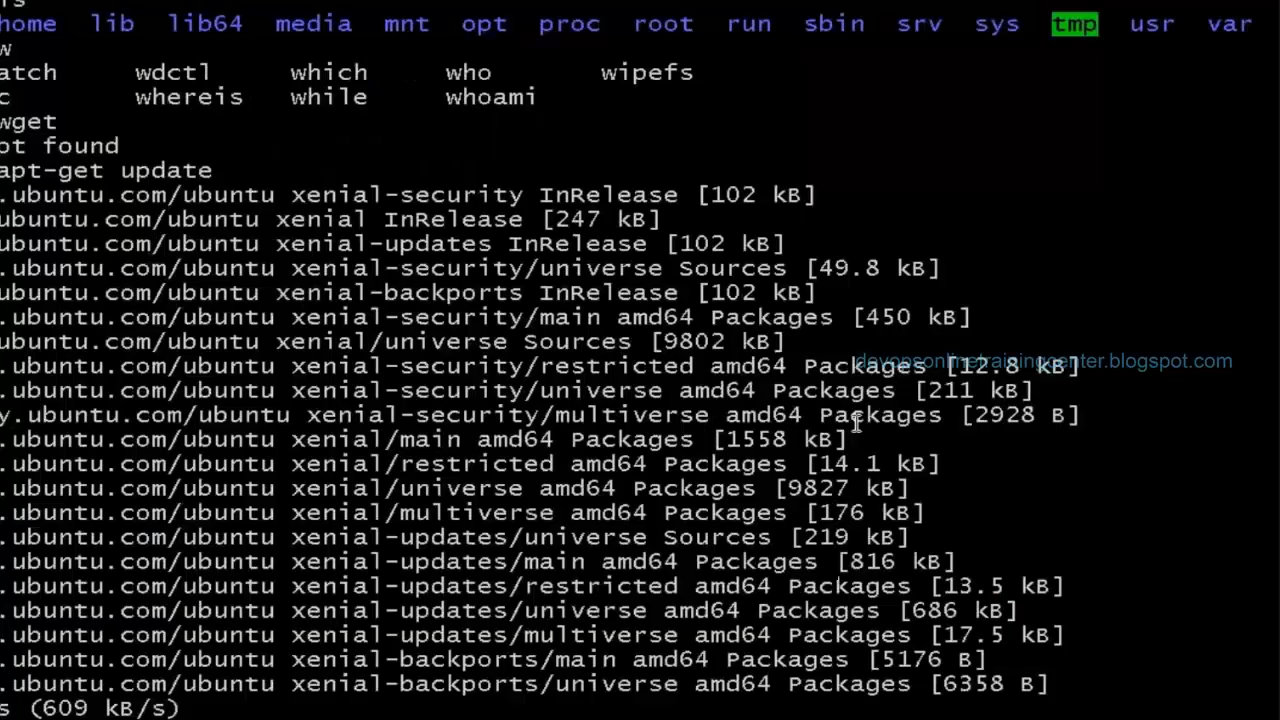 home lib lib64 media mnt opt proc root run sbin srv sys tmp usr var
w
atch wdctl which who wipefs
c whereis while whoami
wget
ot found
apt-get update
.ubuntu.com/ubuntu xenial-security InRelease [102 kB]
ubuntu.com/ubuntu xenial InRelease [247 kB]
ubuntu.com/ubuntu xenial-updates InRelease [102 kB]
.ubuntu.com/ubuntu xenial-security/universe Sources [49.8 kB]
.ubuntu.com/ubuntu xenial-backports InRelease [102 kB]
.ubuntu.com/ubuntu xenial-security/main amd64 Packages [450 kB]
.ubuntu.com/ubuntu xenial/universe Sources [9802 kB]
.ubuntu.com/ubuntu xenial-security/restricted amd64 Packages [12.8 kB]
devopsonlinetrainingcenter.blogspot.com
.ubuntu.com/ubuntu xenial-security/universe amd64 Packages [211 kB]
y.ubuntu.com/ubuntu xenial-security/multiverse amd64 Packages [2928 B]
.ubuntu.com/ubuntu xenial/main amd64 Packages [1558 kB]
.ubuntu.com/ubuntu xenial/restricted amd64 Packages [14.1 kB]
.ubuntu.com/ubuntu xenial/universe amd64 Packages [9827 kB]
.ubuntu.com/ubuntu xenial/multiverse amd64 Packages [176 kB]
.ubuntu.com/ubuntu xenial-updates/universe Sources [219 kB]
.ubuntu.com/ubuntu xenial-updates/main amd64 Packages [816 kB]
.ubuntu.com/ubuntu xenial-updates/restricted amd64 Packages [13.5 kB]
.ubuntu.com/ubuntu xenial-updates/universe amd64 Packages [686 kB]
.ubuntu.com/ubuntu xenial-updates/multiverse amd64 Packages [17.5 kB]
.ubuntu.com/ubuntu xenial-backports/main amd64 Packages [5176 B]
.ubuntu.com/ubuntu xenial-backports/universe amd64 Packages [6358 B]
s (609 kB/s)